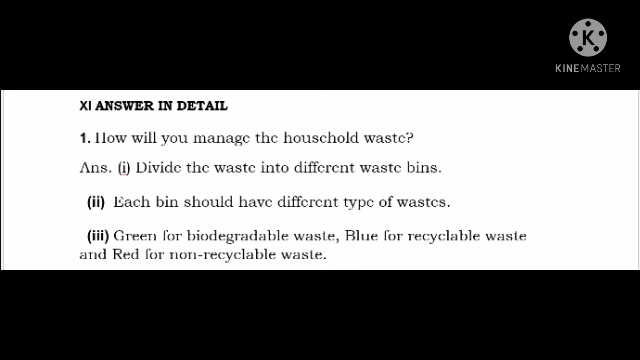 KINEMASTER
XI ANSWER IN DETAIL
1. How will you manage the household waste?
Ans. (i) Divide the waste into different waste bins.
(ii) Each bin should have different type of wastes.
(iii) Green for biodegradable waste, Blue for recyclable waste
and Red for non-recyclable waste.